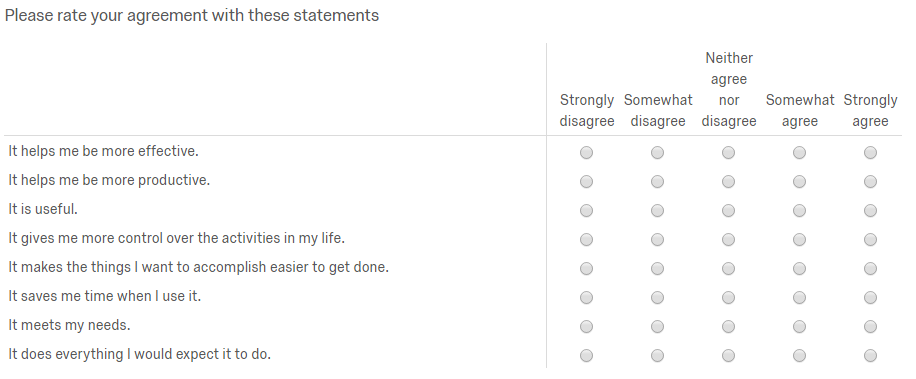 Please rate your agreement with these statements
Neither
agree
Strongly Somewhat nor Somewhat Strongly
disagree disagree disagree agree agree
It helps me be more effective.
It helps me be more productive.
It is useful.
It gives me more control over the activities in my life.
It makes the things I want to accomplish easier to get done.
It saves me time when I use it.
It meets my needs.
It does everything I would expect it to do.